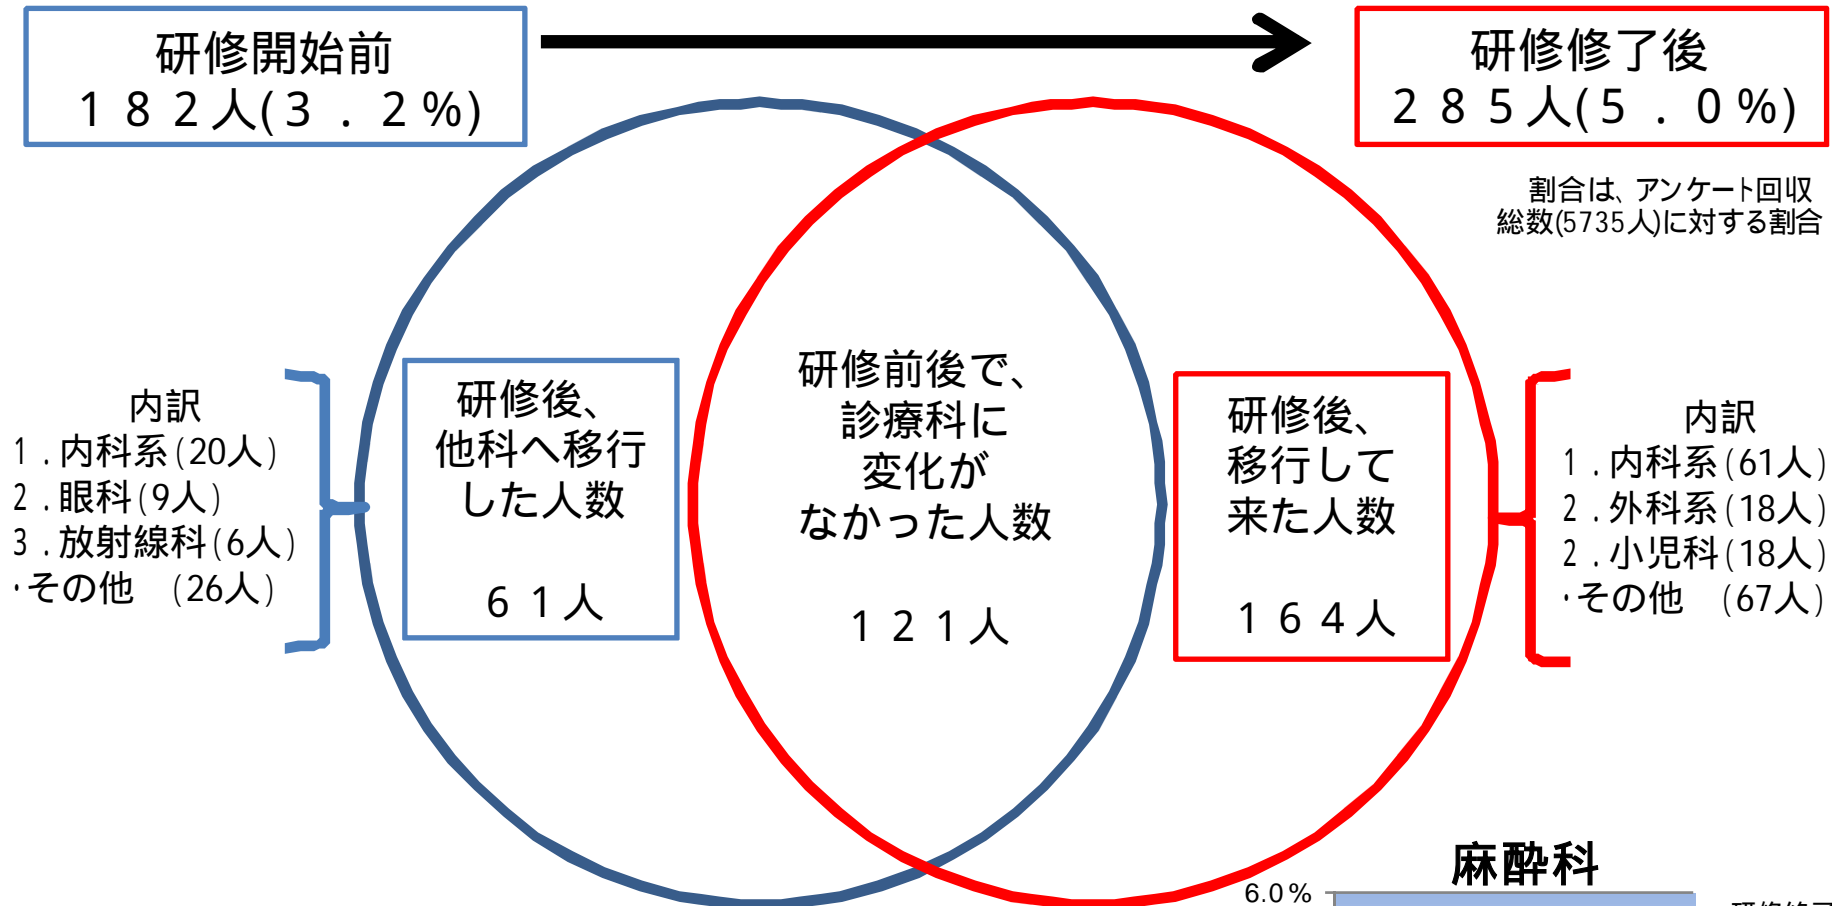 研修開始前
１８２人(３．２%)
研修修了後
２８５人(５．０%)
割合は、アンケート回収
総数(5735人)に対する割合
内訳
1．内科系(20人)
2．眼科(9人)
3．放射線科(6人)
・その他　(26人)
研修後、
他科へ移行
した人数
６１人
研修前後で、
診療科に
変化が
なかった人数
１２１人
研修後、
移行して
来た人数
１６４人
内訳
1．内科系(61人)
2．外科系(18人)
2．小児科(18人)
・その他　(67人)
麻酔科
6.0%